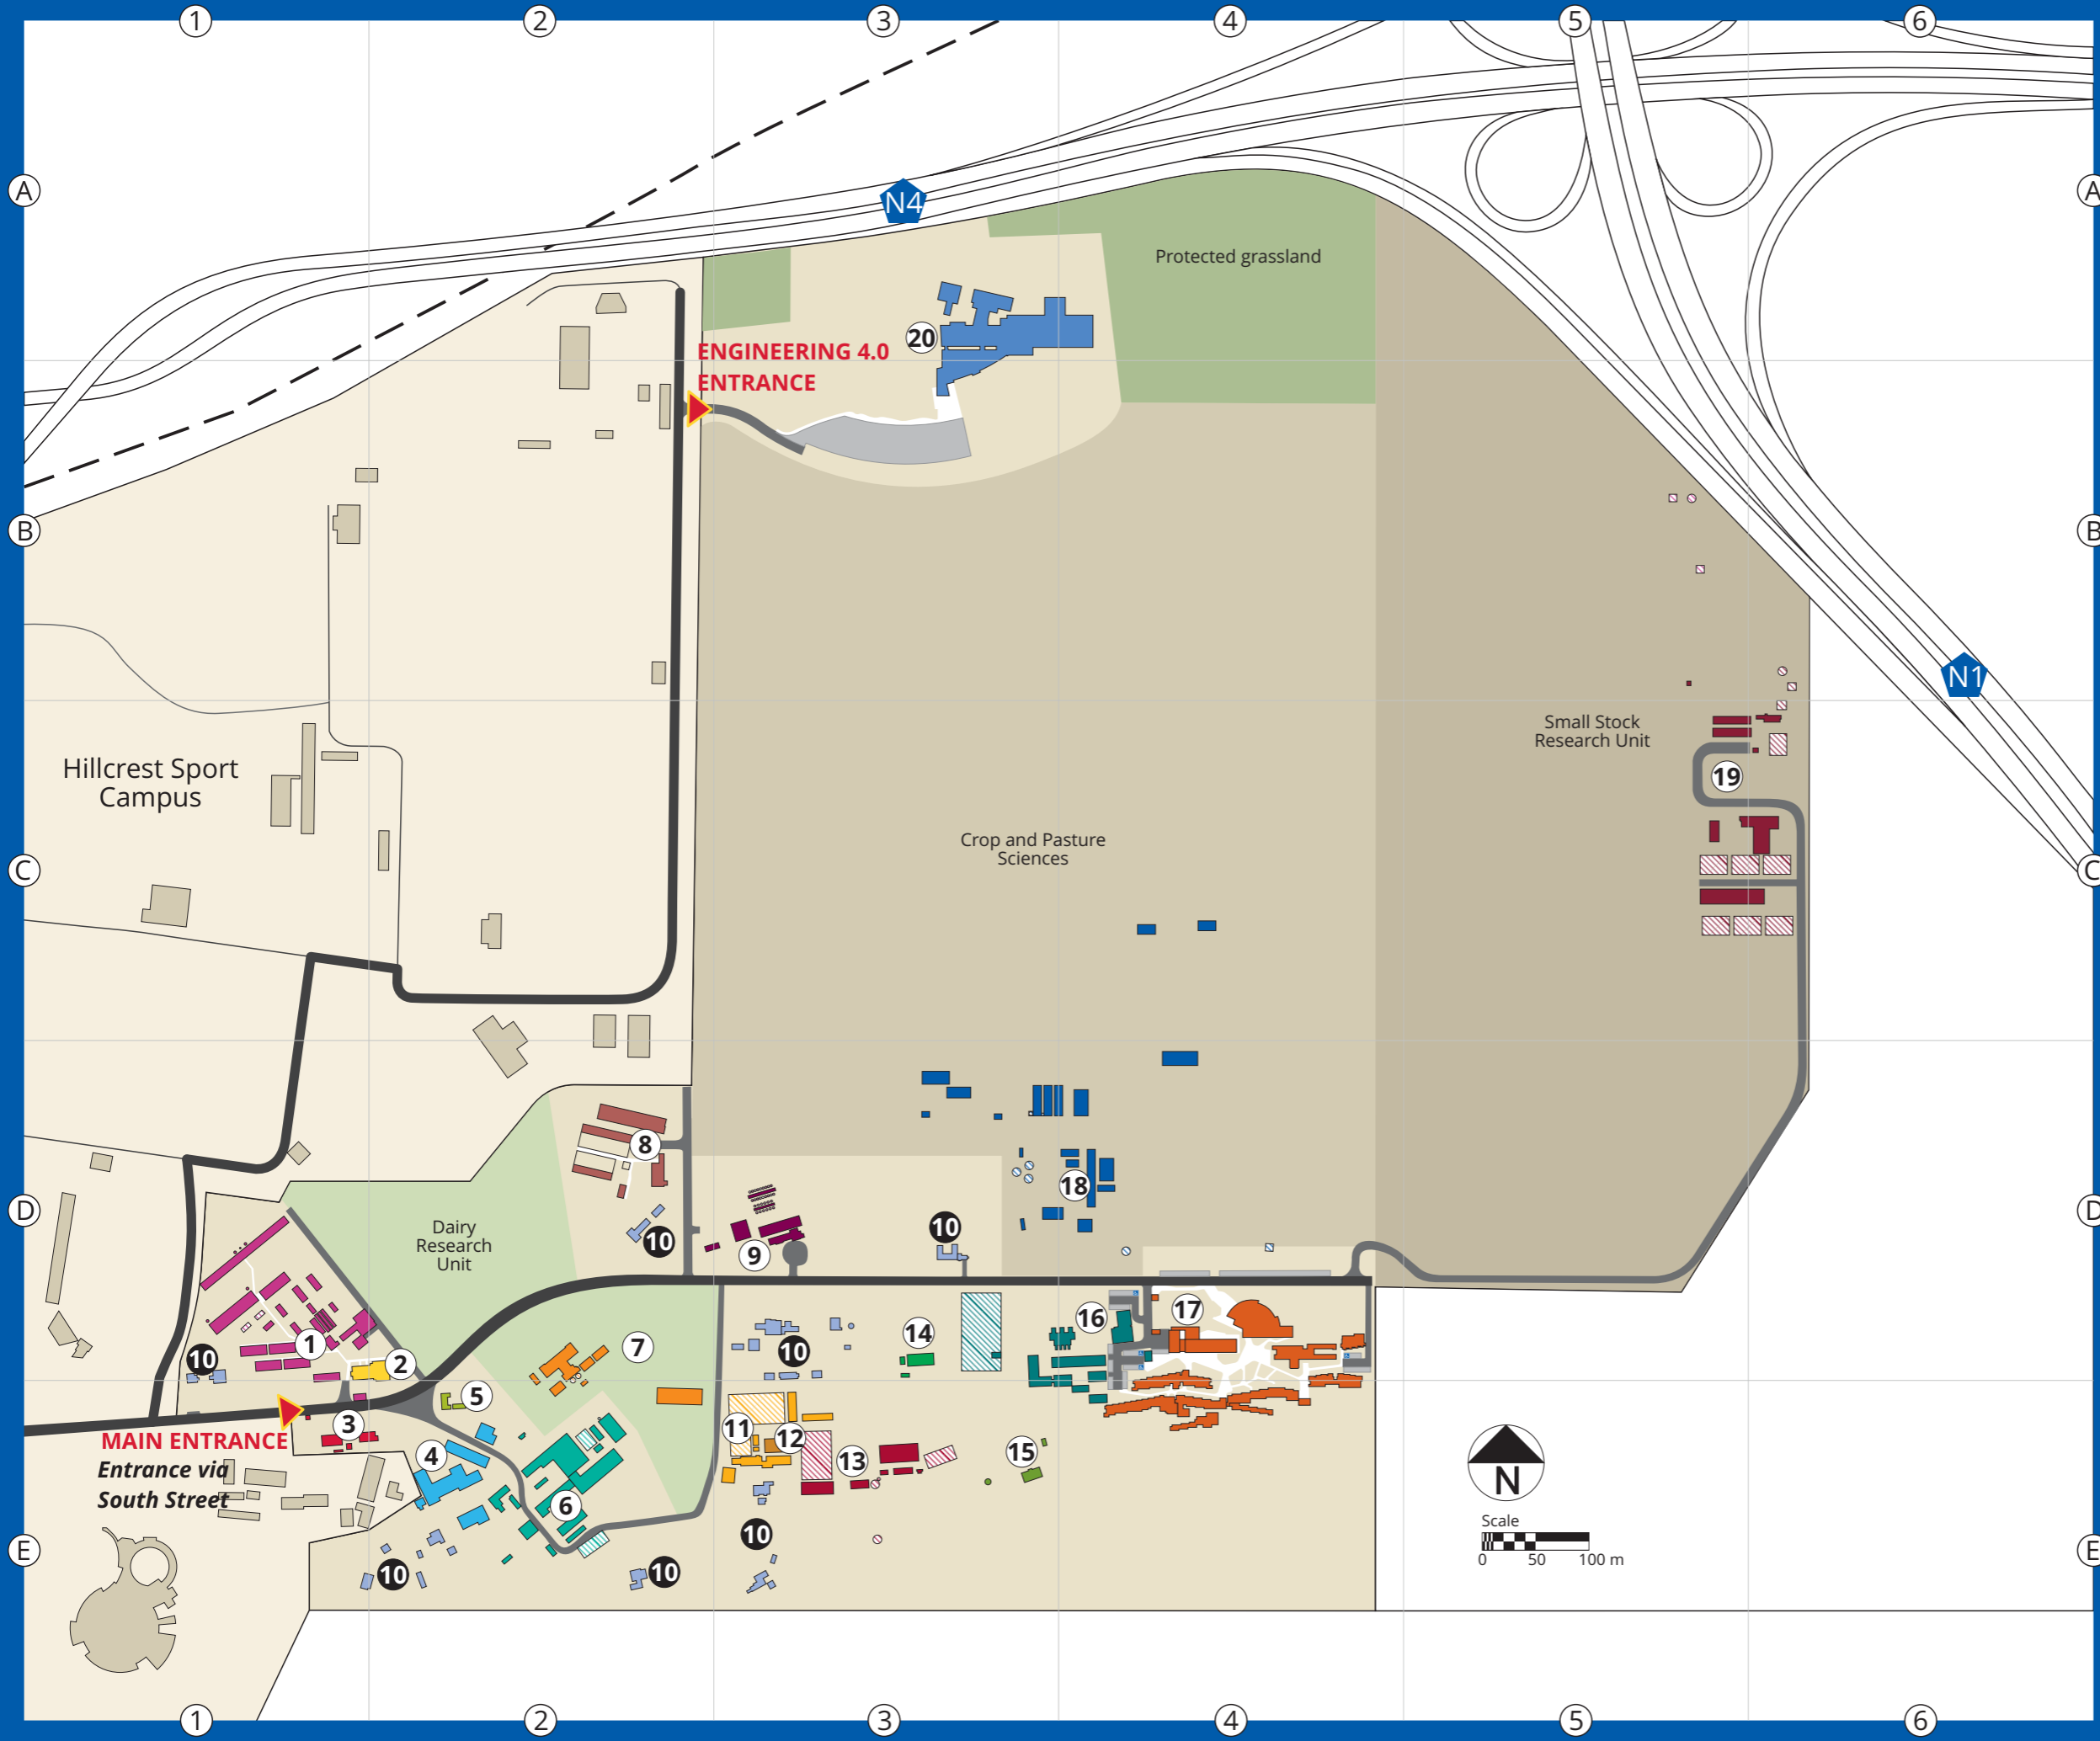 1 2 3 4 5 6
A A
N4
Protected grassland
20
ENGINEERING 4.0
ENTRANCE
B B
N1
Small Stock
Research Unit
19
Hillcrest Sport
Campus
Crop and Pasture
Sciences
C C
8
18
D D
Dairy
Research
Unit
10
9
10
16
17
14
7
1
10
2
10
5
3
11
12
13
15
MAIN ENTRANCE
Entrance via
South Street
4
6
N
Scale
0 50 100 m
E E
10
10
10
1 2 3 4 5 6